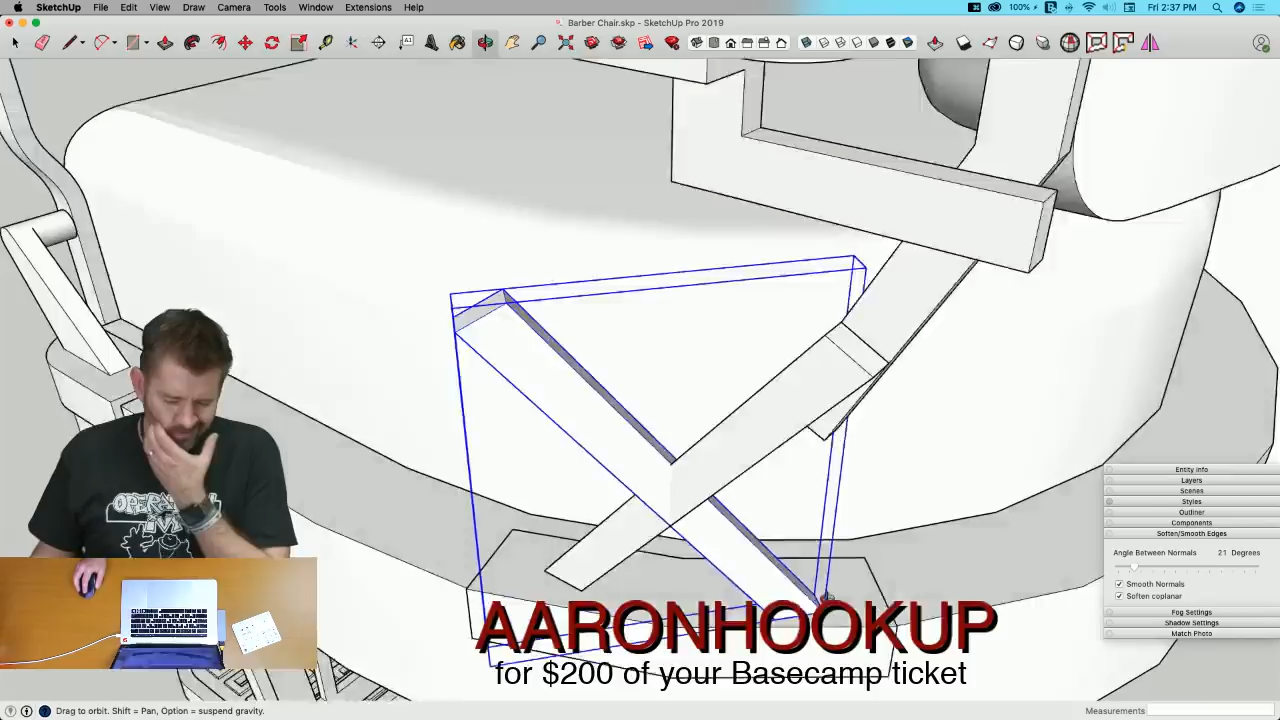 SketchUp File Edit View Draw Camera Tools Window Extensions Help
100% Fri 2:37 PM
Barber Chair.skp - SketchUp Pro 2019
Entity Info
Layers
Scenes
Styles
Outliner
Components
Soften/Smooth Edges
Angle Between Normals 21 Degrees
Smooth Normals
Soften coplanar
Fog Settings
Shadow Settings
Match Photo
AARONHOOKUP
for $200 of your Basecamp ticket
Drag to orbit. Shift = Pan, Option = suspend gravity.
Measurements